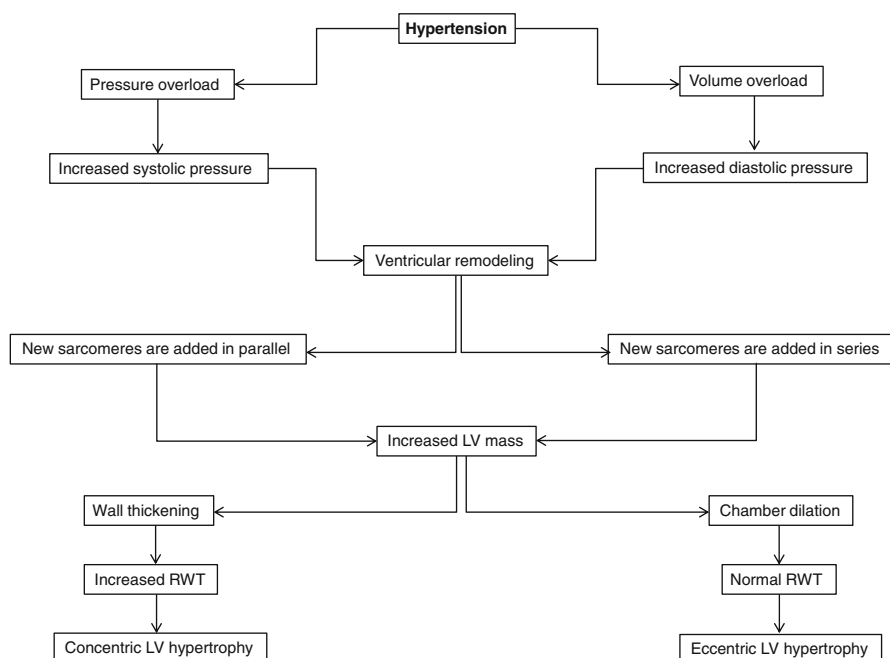 Hypertension
Pressure overload
Volume overload
Increased systolic pressure
Increased diastolic pressure
Ventricular remodeling
New sarcomeres are added in parallel
New sarcomeres are added in series
Increased LV mass
Wall thickening
Chamber dilation
Increased RWT
Normal RWT
Concentric LV hypertrophy
Eccentric LV hypertrophy